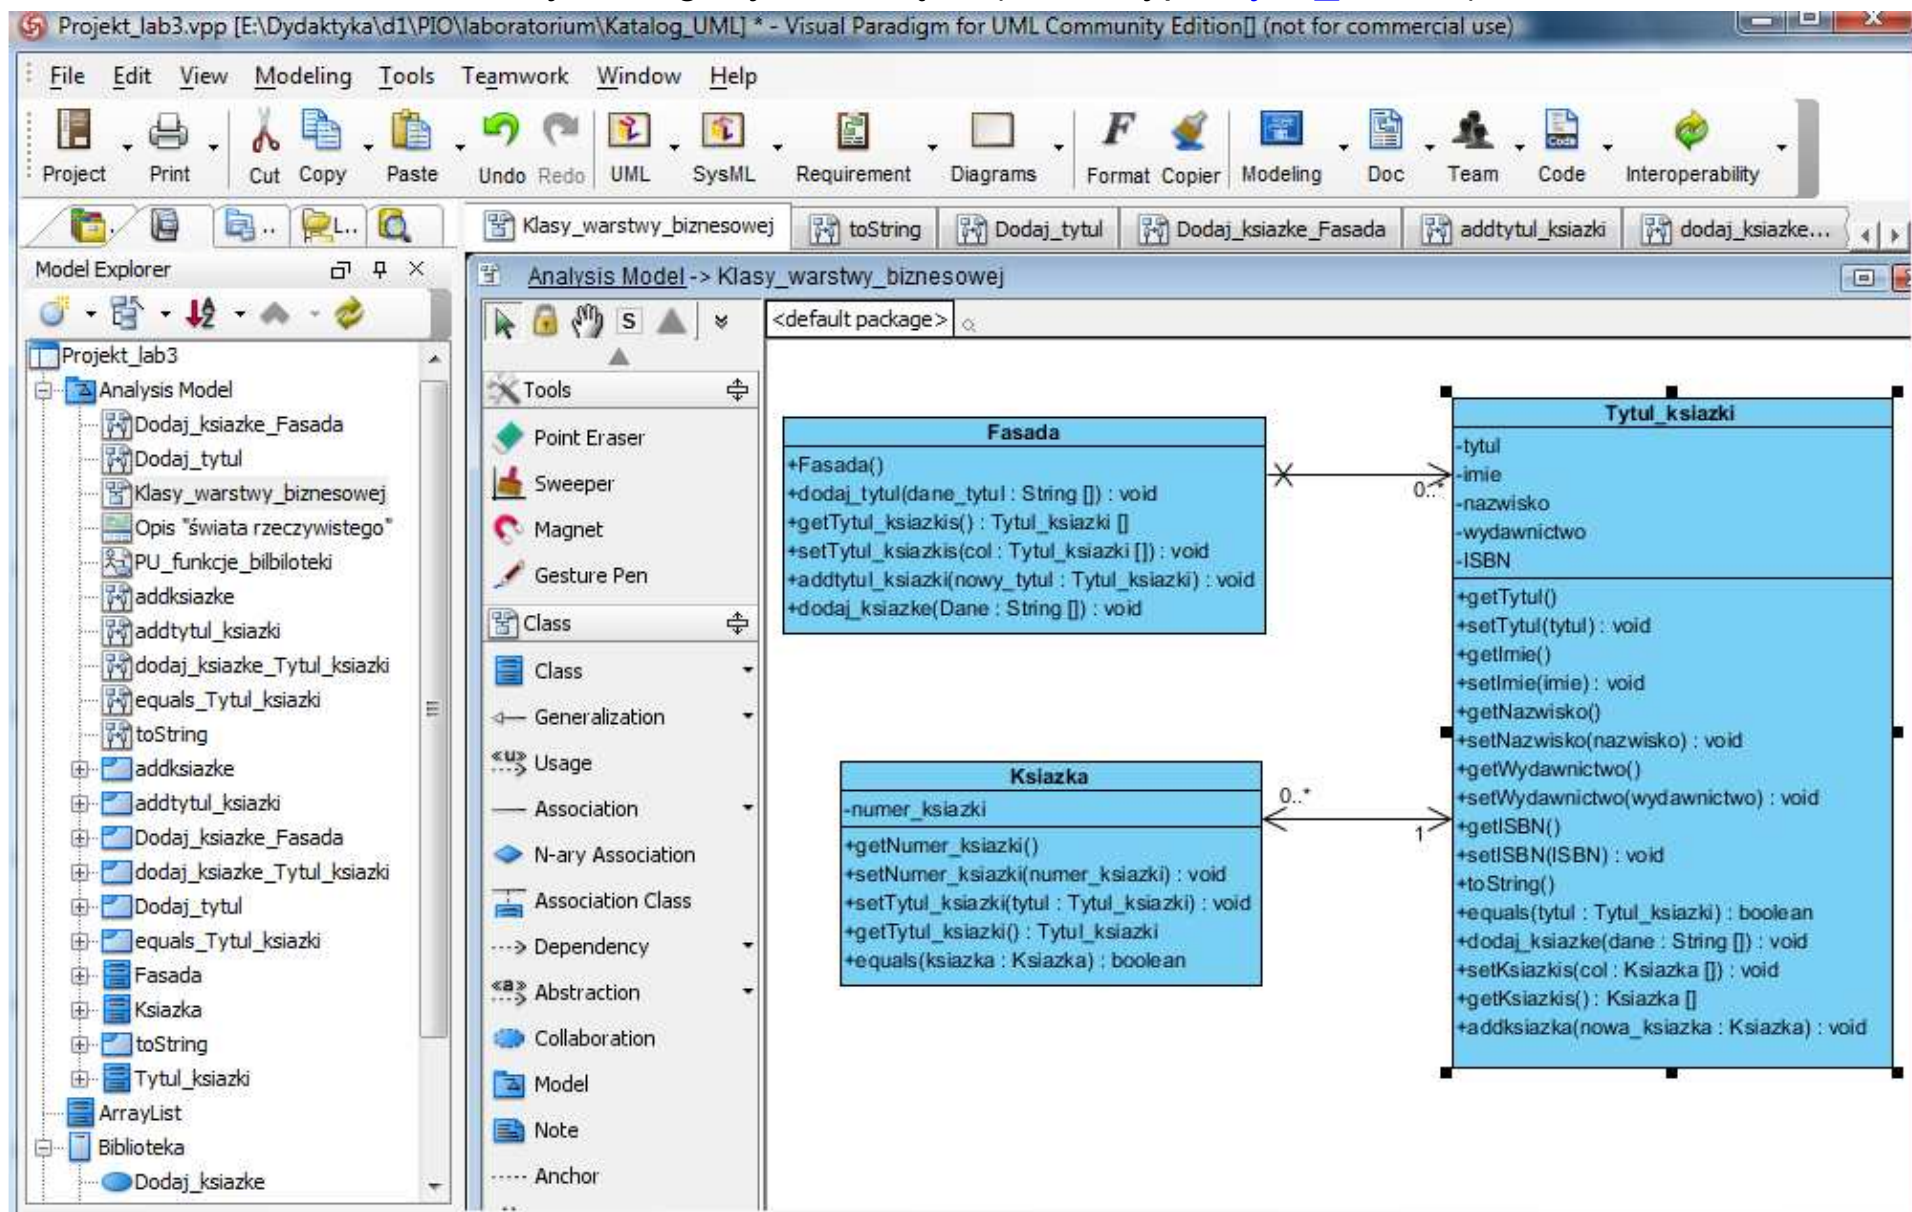 Projekt_lab3.vpp [E:\Dydaktyka\d1\PIO\laboratorium\Katalog_UML] * - Visual Paradigm for UML Community Edition[] (not for commercial use)
File Edit View Modeling Tools Teamwork Window Help
Project Print Cut Copy Paste Undo Redo UML SysML Requirement Diagrams Format Copier Modeling Doc Team Code Interoperability
L...
Klasy_warstwy_biznesowej toString Dodaj_tytul Dodaj_ksiazke_Fasada addtytul_ksiazki dodaj_ksiazke...
Model Explorer
Projekt_lab3
Analysis Model
Dodaj_ksiazke_Fasada
Dodaj_tytul
Klasy_warstwy_biznesowej
Opis "świata rzeczywistego"
PU_funkcje_bilbiloteki
addksiazke
addtytul_ksiazki
dodaj_ksiazke_Tytul_ksiazki
equals_Tytul_ksiazki
toString
addksiazke
addtytul_ksiazki
Dodaj_ksiazke_Fasada
dodaj_ksiazke_Tytul_ksiazki
Dodaj_tytul
equals_Tytul_ksiazki
Fasada
Ksiazka
toString
Tytul_ksiazki
ArrayList
Biblioteka
Dodaj_ksiazke
Analysis Model -> Klasy_warstwy_biznesowej
S
<default package>
Tools
Point Eraser
Sweeper
Magnet
Gesture Pen
Class
Class
Generalization
«u» Usage
Association
N-ary Association
Association Class
Dependency
«a» Abstraction
Collaboration
Model
Note
Anchor
Fasada
+Fasada()
+dodaj_tytul(dane_tytul : String []) : void
+getTytul_ksiazkis() : Tytul_ksiazki []
+setTytul_ksiazkis(col : Tytul_ksiazki []) : void
+addtytul_ksiazki(nowy_tytul : Tytul_ksiazki) : void
+dodaj_ksiazke(Dane : String []) : void
0..*
Ksiazka
-numer_ksiazki
+getNumer_ksiazki()
+setNumer_ksiazki(numer_ksiazki) : void
+setTytul_ksiazki(tytul : Tytul_ksiazki) : void
+getTytul_ksiazki() : Tytul_ksiazki
+equals(ksiazka : Ksiazka) : boolean
0..*
1
Tytul_ksiazki
-tytul
-imie
-nazwisko
-wydawnictwo
-ISBN
+getTytul()
+setTytul(tytul) : void
+getImie()
+setImie(imie) : void
+getNazwisko()
+setNazwisko(nazwisko) : void
+getWydawnictwo()
+setWydawnictwo(wydawnictwo) : void
+getISBN()
+setISBN(ISBN) : void
+toString()
+equals(tytul : Tytul_ksiazki) : boolean
+dodaj_ksiazke(dane : String []) : void
+setKsiazkis(col : Ksiazka []) : void
+getKsiazkis() : Ksiazka []
+addksiazka(nowa_ksiazka : Ksiazka) : void